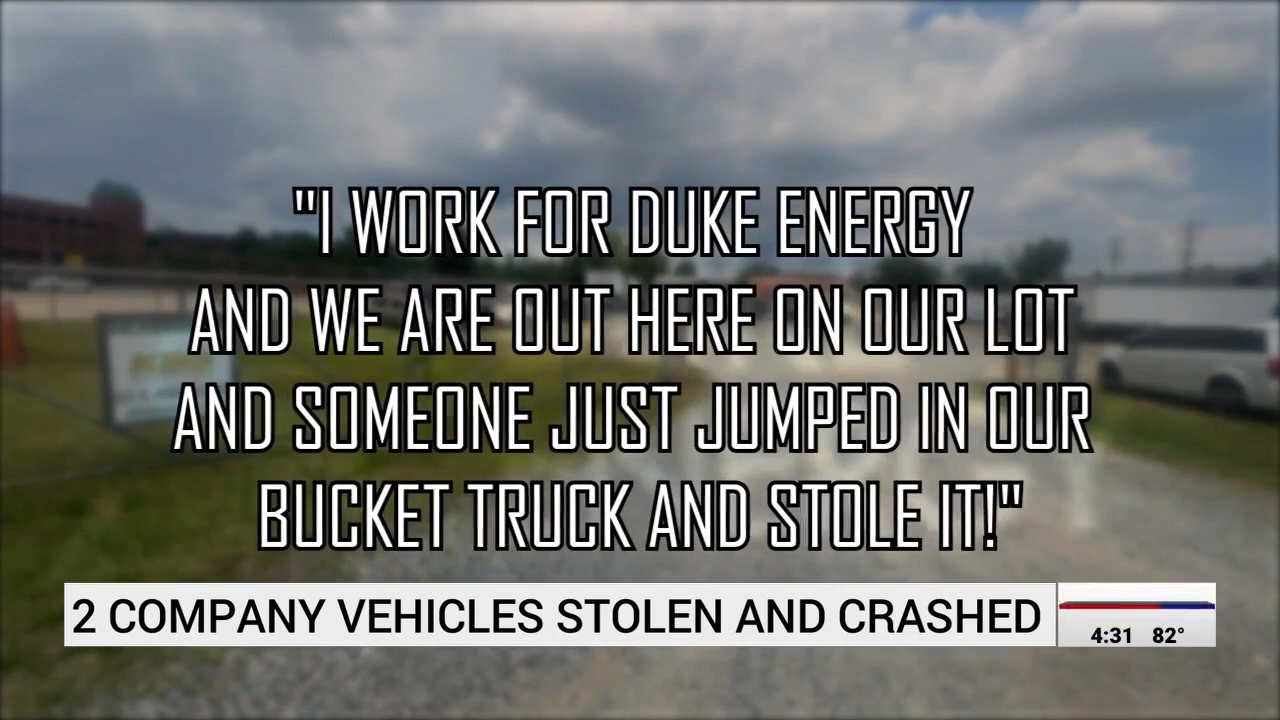 "I WORK FOR DUKE ENERGY
AND WE ARE OUT HERE ON OUR LOT
AND SOMEONE JUST JUMPED IN OUR
BUCKET TRUCK AND STOLE IT!"
2 COMPANY VEHICLES STOLEN AND CRASHED
4:31 82°